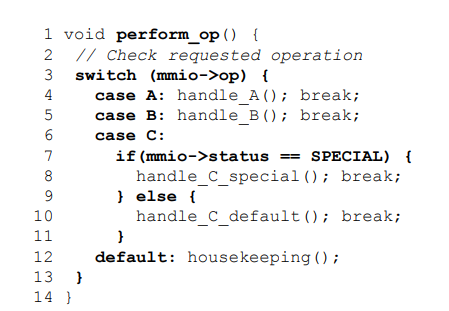 1 void perform_op() {
2 // Check requested operation
3 switch (mmio->op) {
4 case A: handle_A(); break;
5 case B: handle_B(); break;
6 case C:
7 if(mmio->status == SPECIAL) {
8 handle_C_special(); break;
9 } else {
10 handle_C_default(); break;
11 }
12 default: housekeeping();
13 }
14 }